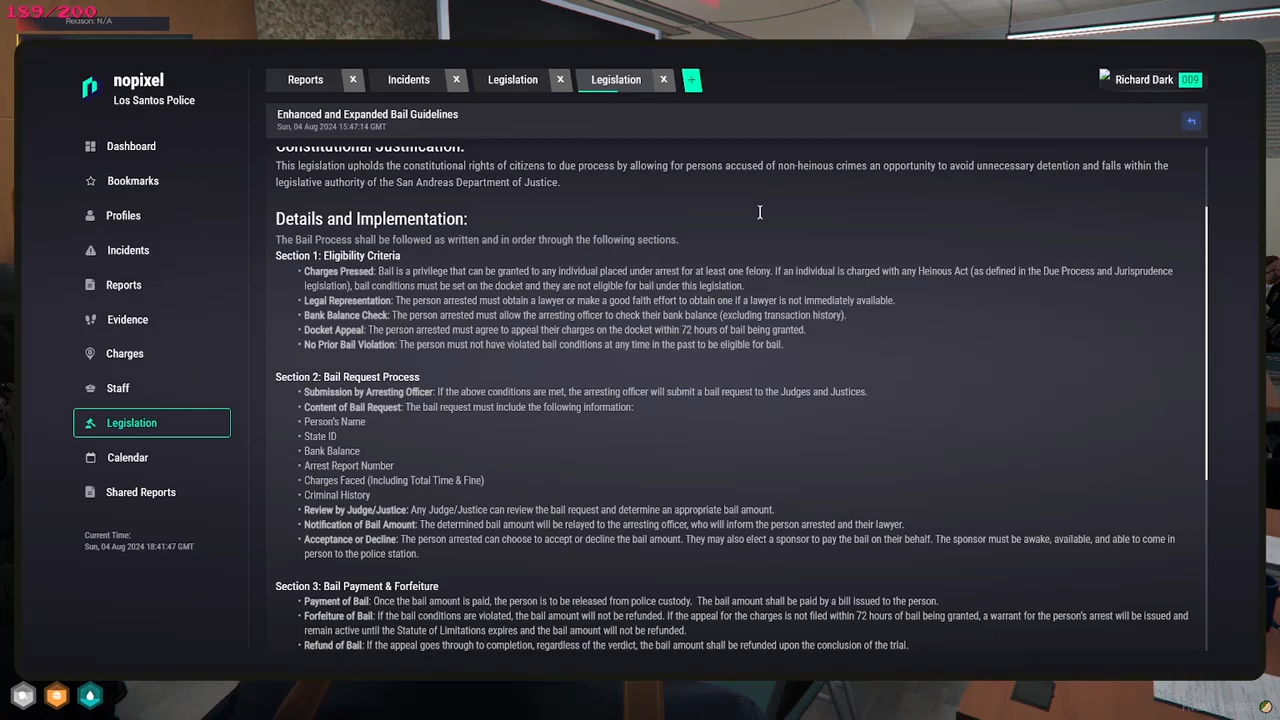 189/200
Reason: N/A
nopixel
Los Santos Police
Reports x
Incidents x
Legislation x
Legislation x
+
Richard Dark 009
Enhanced and Expanded Bail Guidelines
Sun, 04 Aug 2024 15:47:14 GMT
Dashboard
Bookmarks
Profiles
Incidents
Reports
Evidence
Charges
Staff
Legislation
Calendar
Shared Reports
Current Time:
Sun, 04 Aug 2024 18:41:47 GMT
Constitutional Justification:
This legislation upholds the constitutional rights of citizens to due process by allowing for persons accused of non-heinous crimes an opportunity to avoid unnecessary detention and falls within the
legislative authority of the San Andreas Department of Justice.
Details and Implementation:
The Bail Process shall be followed as written and in order through the following sections.
Section 1: Eligibility Criteria
• Charges Pressed: Bail is a privilege that can be granted to any individual placed under arrest for at least one felony. If an individual is charged with any Heinous Act (as defined in the Due Process and Jurisprudence
legislation), bail conditions must be set on the docket and they are not eligible for bail under this legislation.
• Legal Representation: The person arrested must obtain a lawyer or make a good faith effort to obtain one if a lawyer is not immediately available.
• Bank Balance Check: The person arrested must allow the arresting officer to check their bank balance (excluding transaction history).
• Docket Appeal: The person arrested must agree to appeal their charges on the docket within 72 hours of bail being granted.
• No Prior Bail Violation: The person must not have violated bail conditions at any time in the past to be eligible for bail.
Section 2: Bail Request Process
• Submission by Arresting Officer: If the above conditions are met, the arresting officer will submit a bail request to the Judges and Justices.
• Content of Bail Request: The bail request must include the following information:
• Person's Name
• State ID
• Bank Balance
• Arrest Report Number
• Charges Faced (Including Total Time & Fine)
• Criminal History
• Review by Judge/Justice: Any Judge/Justice can review the bail request and determine an appropriate bail amount.
• Notification of Bail Amount: The determined bail amount will be relayed to the arresting officer, who will inform the person arrested and their lawyer.
• Acceptance or Decline: The person arrested can choose to accept or decline the bail amount. They may also elect a sponsor to pay the bail on their behalf. The sponsor must be awake, available, and able to come in
person to the police station.
Section 3: Bail Payment & Forfeiture
• Payment of Bail: Once the bail amount is paid, the person is to be released from police custody. The bail amount shall be paid by a bill issued to the person.
• Forfeiture of Bail: If the bail conditions are violated, the bail amount will not be refunded. If the appeal for the charges is not filed within 72 hours of bail being granted, a warrant for the person's arrest will be issued and
remain active until the Statute of Limitations expires and the bail amount will not be refunded.
• Refund of Bail: If the appeal goes through to completion, regardless of the verdict, the bail amount shall be refunded upon the conclusion of the trial.